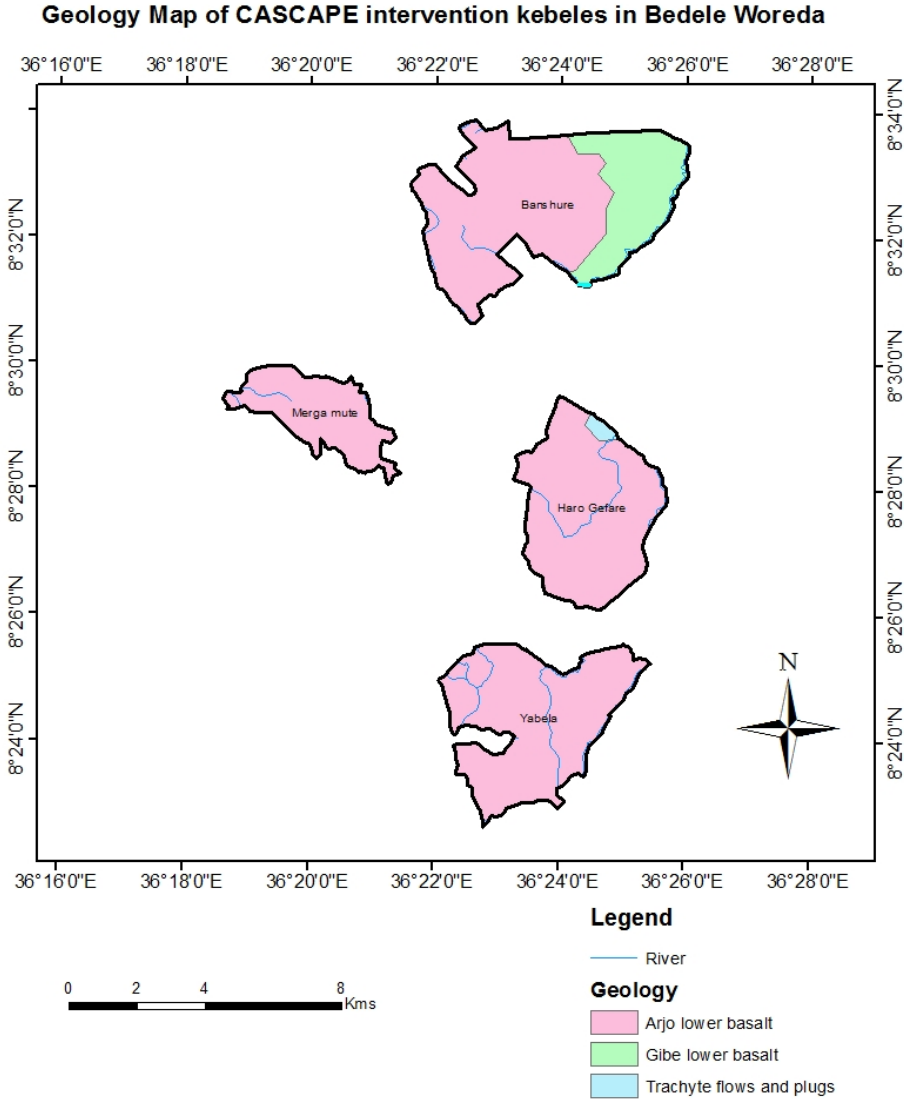 Geology Map of CASCAPE intervention kebeles in Bedele Woreda
36°16'0"E 36°18'0"E 36°20'0"E 36°22'0"E 36°24'0"E 36°26'0"E 36°28'0"E
8°34'0"N
Banshure
8°32'0"N 8°32'0"N
8°30'0"N 8°30'0"N
Merga mute
8°28'0"N 8°28'0"N
Haro Gefare
8°26'0"N 8°26'0"N
N
Yabela
8°24'0"N 8°24'0"N
36°16'0"E 36°18'0"E 36°20'0"E 36°22'0"E 36°24'0"E 36°26'0"E 36°28'0"E
Legend
River
0 2 4 8
Kms
Geology
Arjo lower basalt
Gibe lower basalt
Trachyte flows and plugs